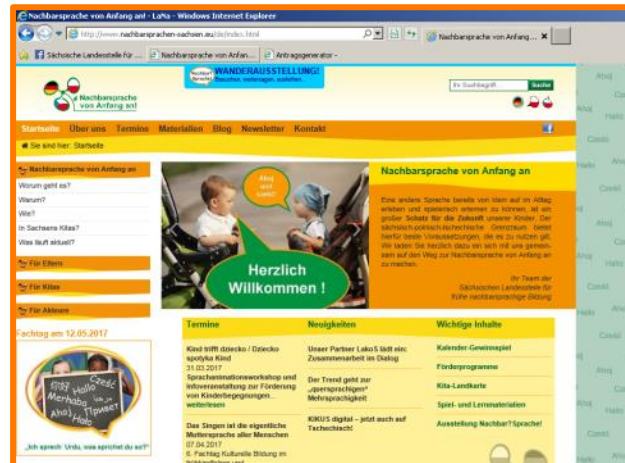 Nachbarsprache von Anfang an! - LaNa - Windows Internet Explorer
http://www.nachbarsprachen-sachsen.eu/de/index.html
Nachbarsprache von Anfang...
Sächsische Landesstelle für ...
Nachbarsprache von Anfan...
Antragsgenerator -
WANDERAUSSTELLUNG!
Nachbarsprache
von Anfang an!
Ihr Suchbegriff
Suche
Startseite Über uns Termine Materialien Blog Newsletter Kontakt
Sie sind hier: Startseite
Nachbarsprache von Anfang an
Worum geht es?
Warum?
Wie?
In Sachsens Kitas?
Was läuft aktuell?
Für Eltern
Für Kitas
Für Akteure
Fachtag am 12.05.2017
Cześć
Hallo
Merhaba
Ahoj
Привет
„Ich sprech' Urdu, was sprichst du so?"
Ahoj
und
Cześć!
Herzlich
Willkommen !
Nachbarsprache von Anfang an
Eine andere Sprache bereits von klein auf im Alltag
erleben und spielerisch erlernen zu können, ist ein
großer Schatz für die Zukunft unserer Kinder. Der
sächsisch-polnisch-tschechische Grenzraum bietet
hierfür beste Voraussetzungen, die es zu nutzen gilt.
Wir laden Sie herzlich dazu ein sich mit uns gemein-
sam auf den Weg zur Nachbarsprache von Anfang an
zu machen.
Ihr Team der
Sächsischen Landesstelle für
frühe nachbarsprachige Bildung
Termine
Kind trifft dziecko / Dziecko
spotyka Kind
31.03.2017
Sprachanimationsworkshop und
Infoveranstaltung zur Förderung
von Kinderbegegnungen...
weiterlesen
Das Singen ist die eigentliche
Muttersprache aller Menschen
07.04.2017
6. Fachtag Kulturelle Bildung im
frühkindlichen und
Neuigkeiten
Unser Partner LakoS lädt ein:
Zusammenarbeit im Dialog
Der Trend geht zur
„quersprachigen"
Mehrsprachigkeit
KIKUS digital – jetzt auch auf
Tschechisch!
Wichtige Inhalte
Kalender-Gewinnspiel
Förderprogramme
Kita-Landkarte
Spiel- und Lernmaterialien
Ausstellung Nachbar?Sprache!